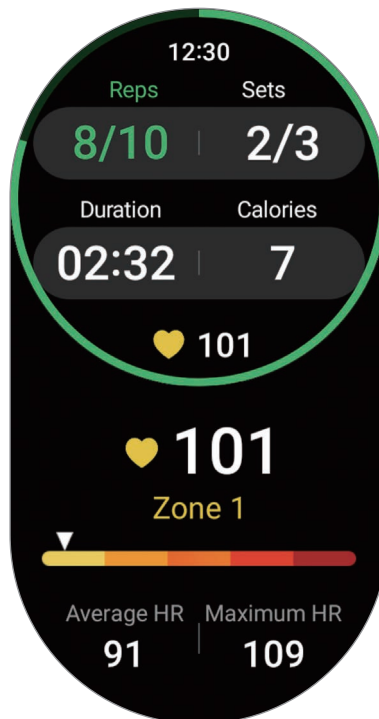 12:30
Reps Sets
8/10 2/3
Duration Calories
02:32 7
101
101
Zone 1
Average HR Maximum HR
91 109